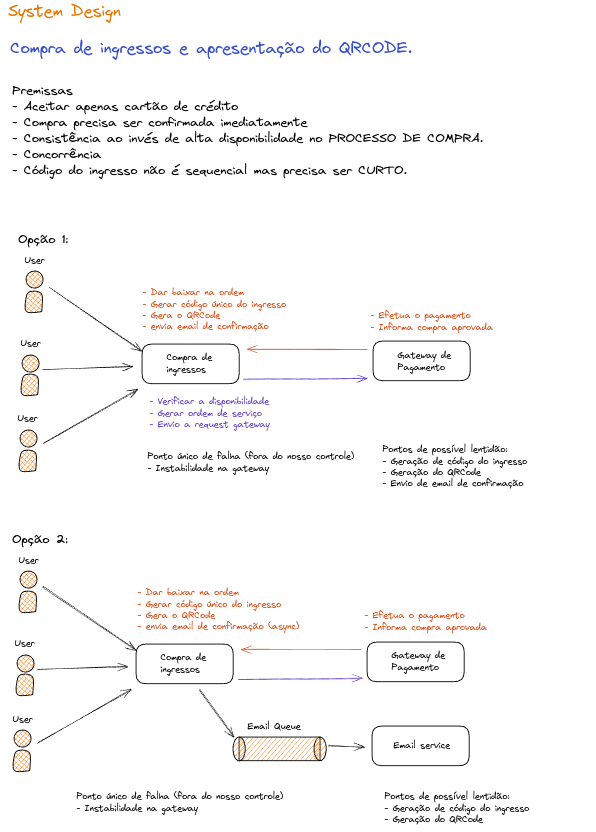 System Design
Compra de ingressos e apresentação do QRCODE.
Premissas
- Aceitar apenas cartão de crédito
- Compra precisa ser confirmada imediatamente
- Consistência ao invés de alta disponibilidade no PROCESSO DE COMPRA.
- Concorrência
- Código do ingresso não é sequencial mas precisa ser CURTO.
Opção 1:
User
User
User
- Dar baixar na ordem
- Gerar código único do ingresso
- Gera o QRCode
- envia email de confirmação
- Efetua o pagamento
- Informa compra aprovada
Compra de
ingressos
Gateway de
Pagamento
- Verificar a disponibilidade
- Gerar ordem de serviço
- Envio a request gateway
Ponto único de falha (fora do nosso controle)
- Instabilidade na gateway
Pontos de possível lentidão:
- Geração de código do ingresso
- Geração do QRCode
- Envio de email de confirmação
Opção 2:
User
User
User
- Dar baixar na ordem
- Gerar código único do ingresso
- Gera o QRCode
- envia email de confirmação (async)
- Efetua o pagamento
- Informa compra aprovada
Compra de
ingressos
Gateway de
Pagamento
Email Queue
Email service
Ponto único de falha (fora do nosso controle)
- Instabilidade na gateway
Pontos de possível lentidão:
- Geração de código do ingresso
- Geração do QRCode